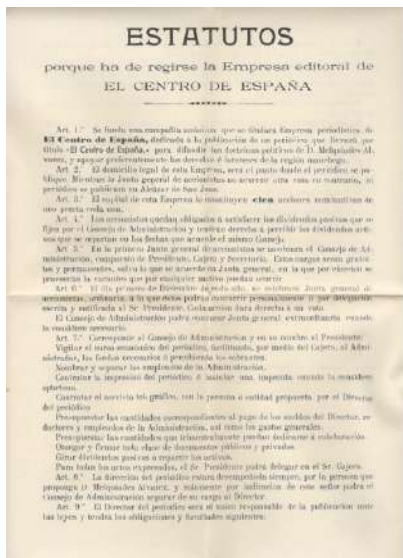 ESTATUTOS
porque ha de regirse la Empresa editorial de
EL CENTRO DE ESPAÑA
Art. 1.º Se funda una compañía anónima que se titulará Empresa periodística de
El Centro de España, dedicada á la publicación de un periódico que llevará por
título «El Centro de España,» para difundir las doctrinas políticas de D. Melquiades Al-
varez, y apoyar preferentemente los derechos é intereses de la región manchega.
Art. 2.º El domicilio legal de esta Empresa, será el punto donde el periódico se pu-
blique. Mientras la Junta general de accionistas no acuerde otra cosa en contrario, el
periódico se publicará en Alcázar de San Juan.
Art. 3.º El capital de esta Empresa lo constituyen cien acciones nominativas de
peseta cada una.
Art. 4.º Los accionistas quedan obligados á satisfacer los dividendos pasivos que se
fijen por el Consejo de Administración y tendrán derecho á percibir los dividendos acti-
vos que se repartan en las fechas que acuerde el mismo Consejo.
Art. 5.º En la primera Junta general de accionistas se nombrará el Consejo de Ad-
ministración, compuesto de Presidente, Cajero y Secretario. Estos cargos serán gratui-
tos y permanentes, salvo lo que se acuerde en Junta general, en la que por elección se
proveerán las vacantes que por cualquier motivo puedan ocurrir.
Art. 6.º El día primero de Diciembre de cada año, se celebrará Junta general de
accionistas, ordinaria, á la que éstos podrán concurrir personalmente ó por delegación
escrita y notificada al Sr. Presidente. Cada acción dará derecho á un voto.
El Consejo de Administración podrá convocar Junta general extraordinaria cuando
lo considere necesario.
Art. 7.º Corresponde al Consejo de Administración y en su nombre al Presidente:
Vigilar el curso económico del periódico, facilitando, por medio del Cajero, al Admi-
nistrador, los fondos necesarios ó percibiendo los sobrantes.
Nombrar y separar los empleados de la Administración.
Contratar la impresión del periódico ó instalar una imprenta cuando lo considere
oportuno.
Contratar el servicio telegráfico, con la persona ó entidad propuesta por el Director
del periódico
Presupuestar las cantidades correspondientes al pago de los sueldos del Director, re-
dactores y empleados de la Administración, así como los gastos generales.
Presupuestar las cantidades que trimestralmente puedan dedicarse á colaboración
Otorgar y firmar toda clase de documentos públicos y privados.
Girar dividendos pasivos ó repartir los activos.
Para todos los actos expresados, el Sr. Presidente podrá delegar en el Sr. Cajero.
Art. 8.º La dirección del periódico estará desempeñada siempre, por la persona que
proponga D. Melquiades Alvarez, y solamente por indicación de este señor podrá el
Consejo de Administración separar de su cargo al Director.
Art. 9.º El Director del periódico será el único responsable de la publicación ante
las leyes y tendrá las obligaciones y facultades siguientes: